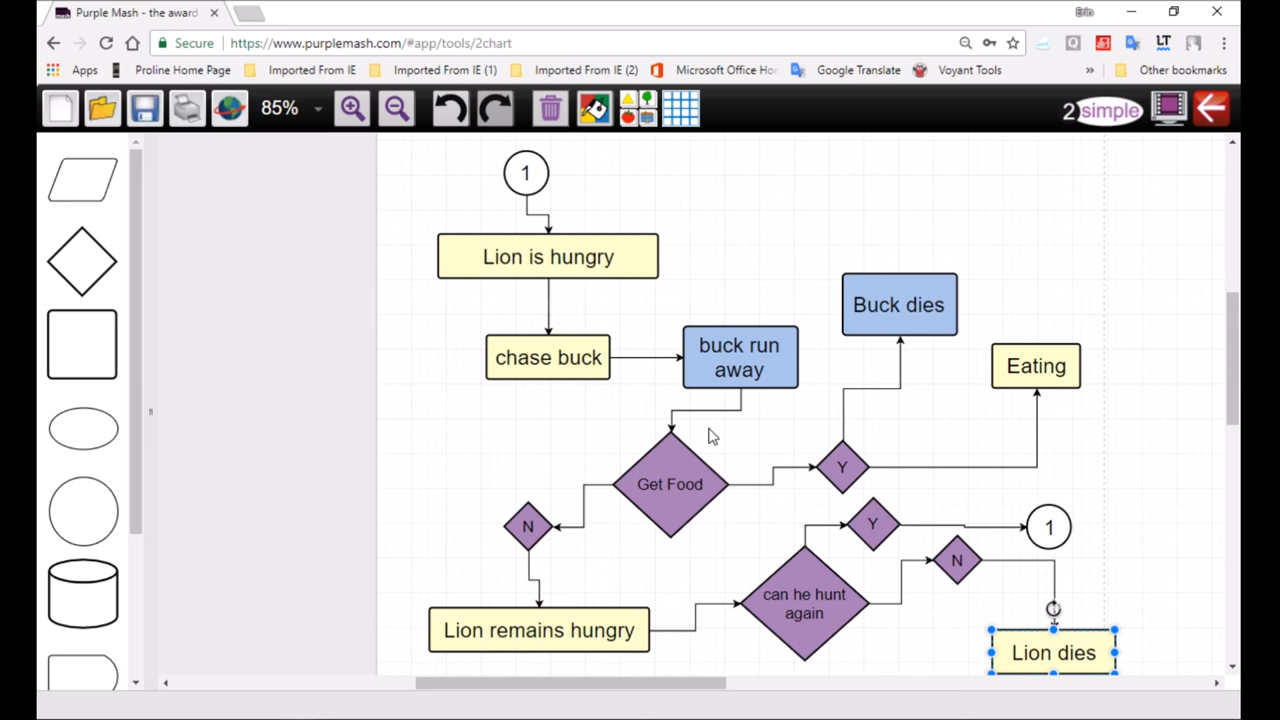 Purple Mash - the award
Erin
Secure
https://www.purplemash.com/#app/tools/2chart
LT
Apps
Proline Home Page
Imported From IE
Imported From IE (1)
Imported From IE (2)
Microsoft Office Hor
Google Translate
Voyant Tools
»
Other bookmarks
85%
2simple
1
Lion is hungry
Buck dies
chase buck
buck run
away
Eating
Get Food
Y
N
Y
1
N
can he hunt
again
Lion remains hungry
Lion dies